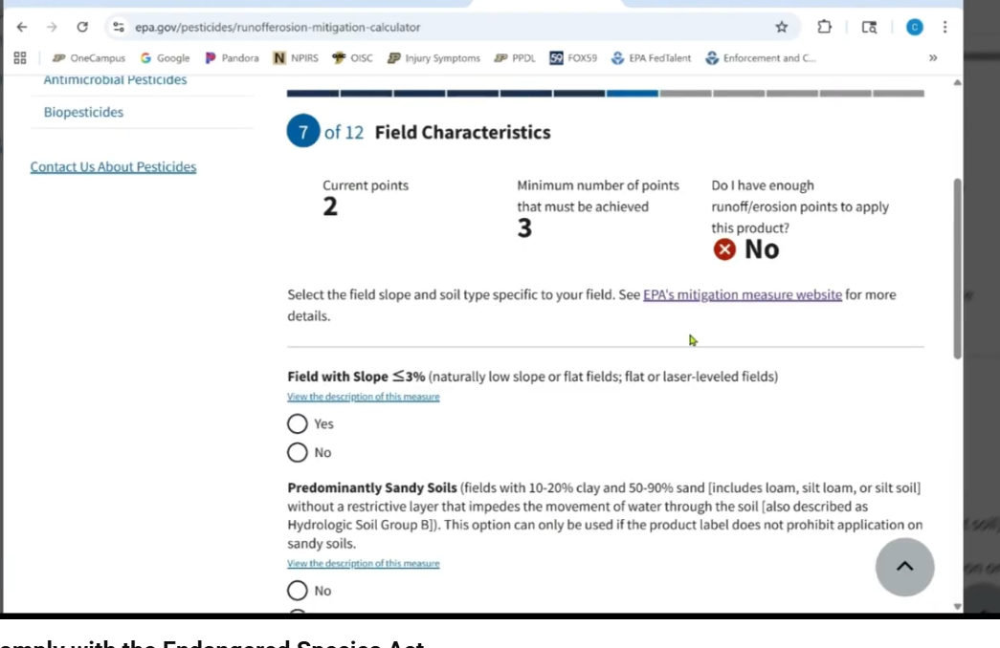 epa.gov/pesticides/runofferosion-mitigation-calculator
C
OneCampus Google Pandora N NPIRS OISC Injury Symptoms PPDL 59 FOX59 EPA FedTalent Enforcement and C... »
Antimicrobial Pesticides
Biopesticides
Contact Us About Pesticides
7 of 12 Field Characteristics
Current points
2
Minimum number of points
that must be achieved
3
Do I have enough
runoff/erosion points to apply
this product?
No
Select the field slope and soil type specific to your field. See EPA's mitigation measure website for more
details.
Field with Slope ≤3% (naturally low slope or flat fields; flat or laser-leveled fields)
View the description of this measure
Yes
No
Predominantly Sandy Soils (fields with 10-20% clay and 50-90% sand [includes loam, silt loam, or silt soil]
without a restrictive layer that impedes the movement of water through the soil [also described as
Hydrologic Soil Group B]). This option can only be used if the product label does not prohibit application on
sandy soils.
View the description of this measure
No
omply with the Endangered Species Act